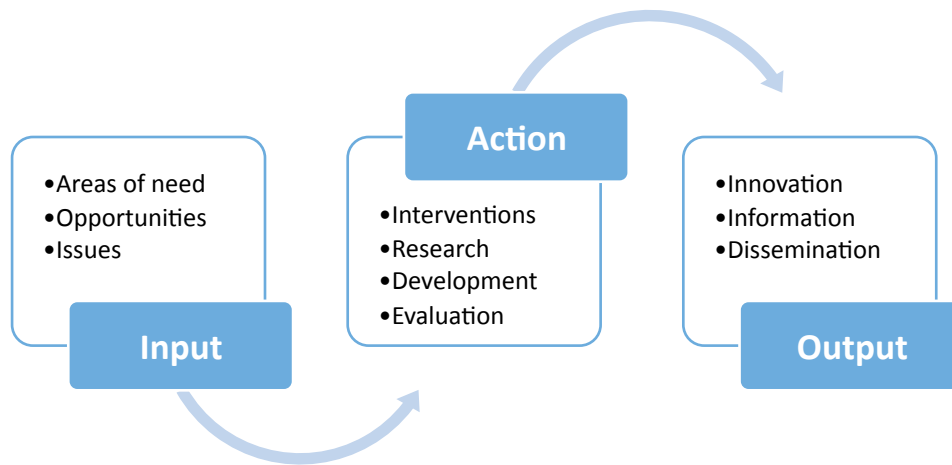 •Areas of need
•Opportunities
•Issues
Input
Action
•Interventions
•Research
•Development
•Evaluation
•Innovation
•Information
•Dissemination
Output